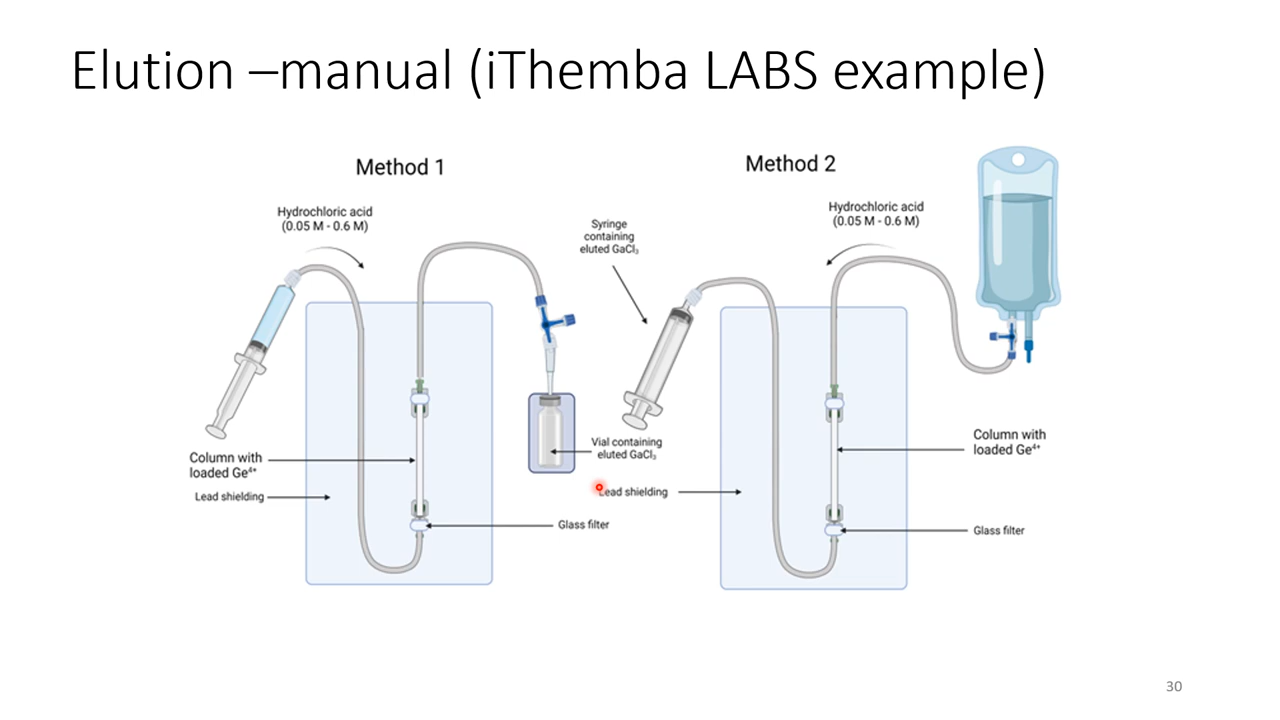 Elution –manual (iThemba LABS example)
Method 1
Hydrochloric acid
(0.05 M - 0.6 M)
Column with
loaded Ge⁴⁺
Lead shielding
Vial containing
eluted GaCl₃
Glass filter
Method 2
Syringe
containing
eluted GaCl₃
Hydrochloric acid
(0.05 M - 0.6 M)
Lead shielding
Column with
loaded Ge⁴⁺
Glass filter
30